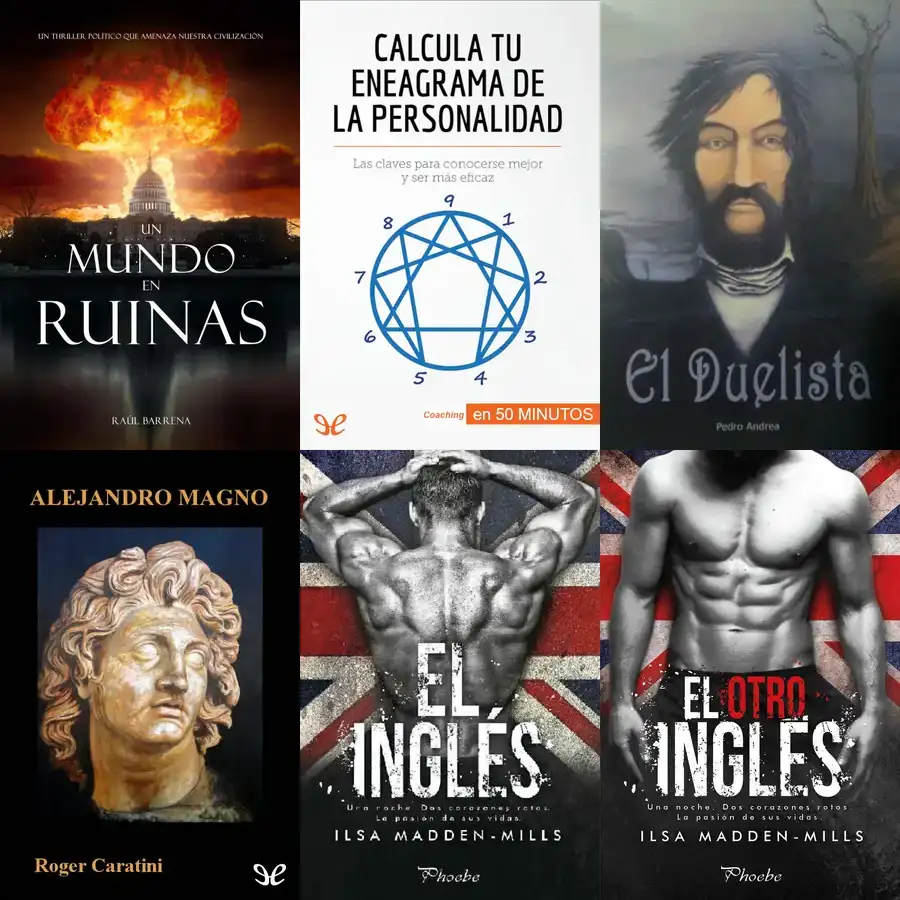 UN THRILLER POLÍTICO QUE AMENAZA NUESTRA CIVILIZACIÓN
UN
MUNDO
EN
RUINAS
RAÚL BARRENA
CALCULA TU
ENEAGRAMA DE
LA PERSONALIDAD
Las claves para conocerse mejor
y ser más eficaz
9
8 1
7 2
6 3
5 4
Coaching en 50 MINUTOS
El Duelista
Pedro Andrea
ALEJANDRO MAGNO
Roger Caratini
EL
INGLÉS
Una noche. Dos corazones rotos.
La pasión de sus vidas.
ILSA MADDEN-MILLS
Phoebe
EL OTRO
INGLÉS
Una noche. Dos corazones rotos.
La pasión de sus vidas.
ILSA MADDEN-MILLS
Phoebe